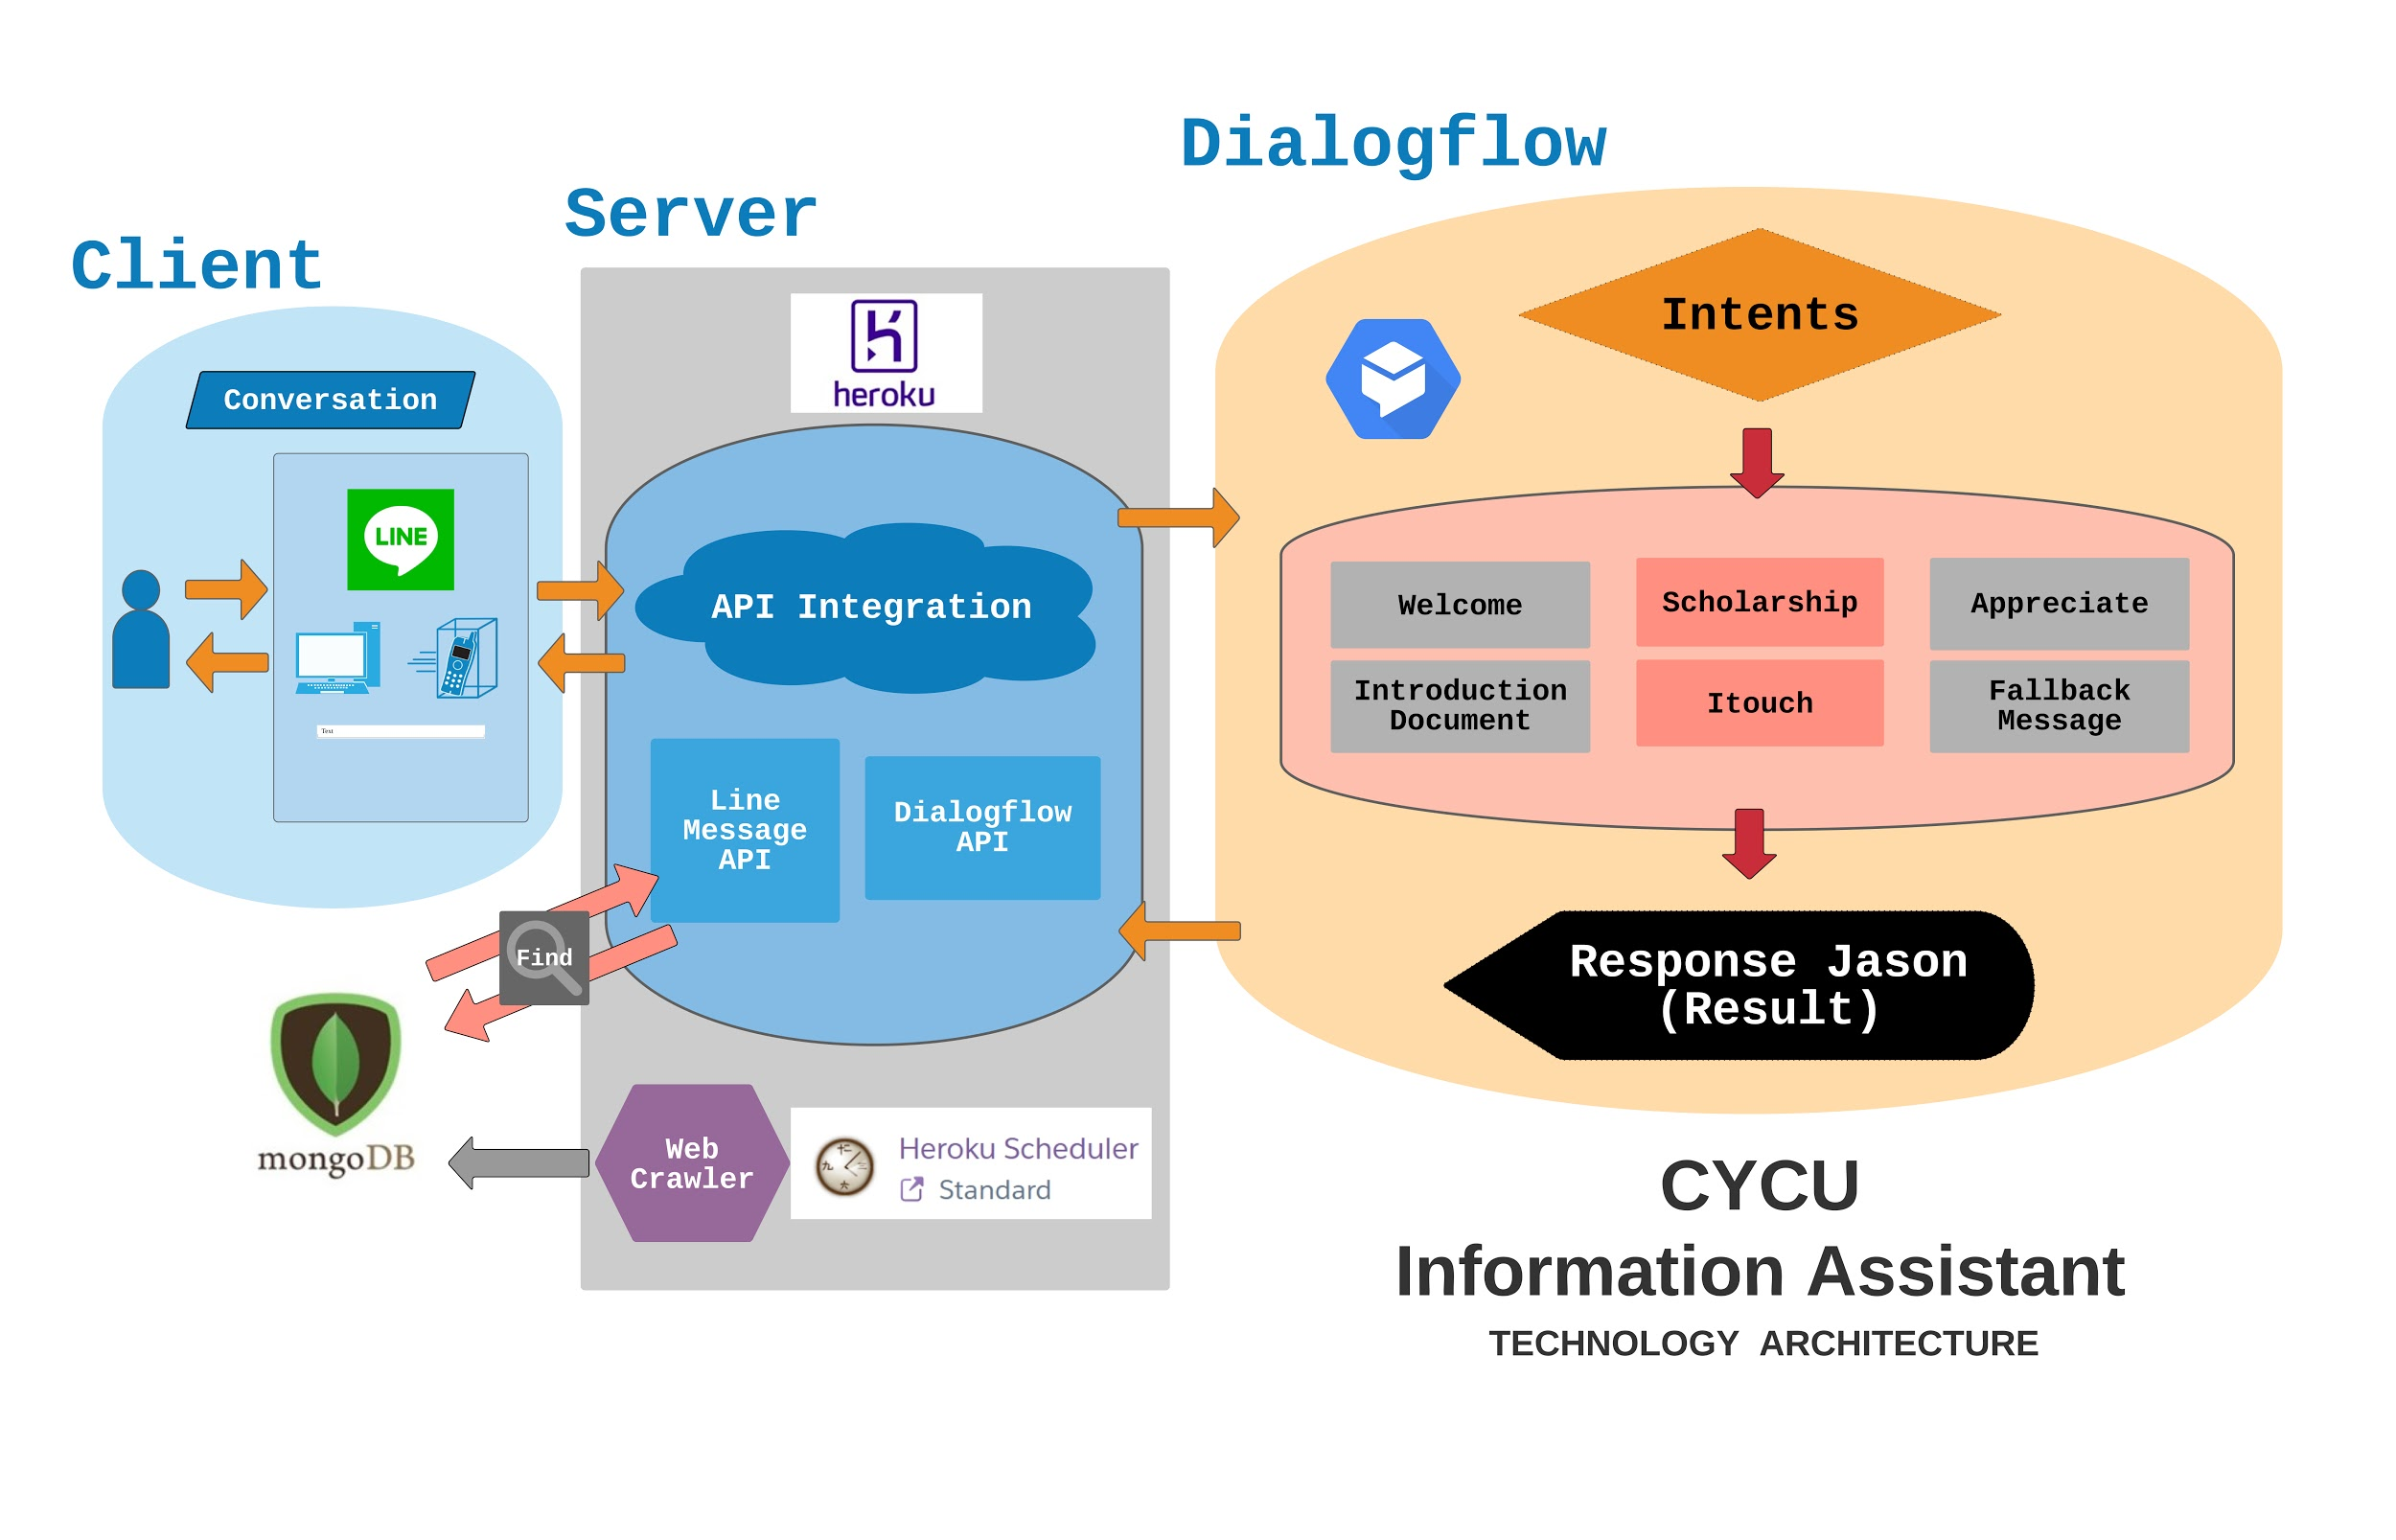 Dialogflow
Server
Client
heroku
Intents
Conversation
LINE
Text
API Integration
Line
Message
API
Dialogflow
API
Welcome
Scholarship
Appreciate
Introduction
Document
Itouch
Fallback
Message
Find
Response Jason
(Result)
mongoDB
Web
Crawler
Heroku Scheduler
Standard
CYCU
Information Assistant
TECHNOLOGY ARCHITECTURE